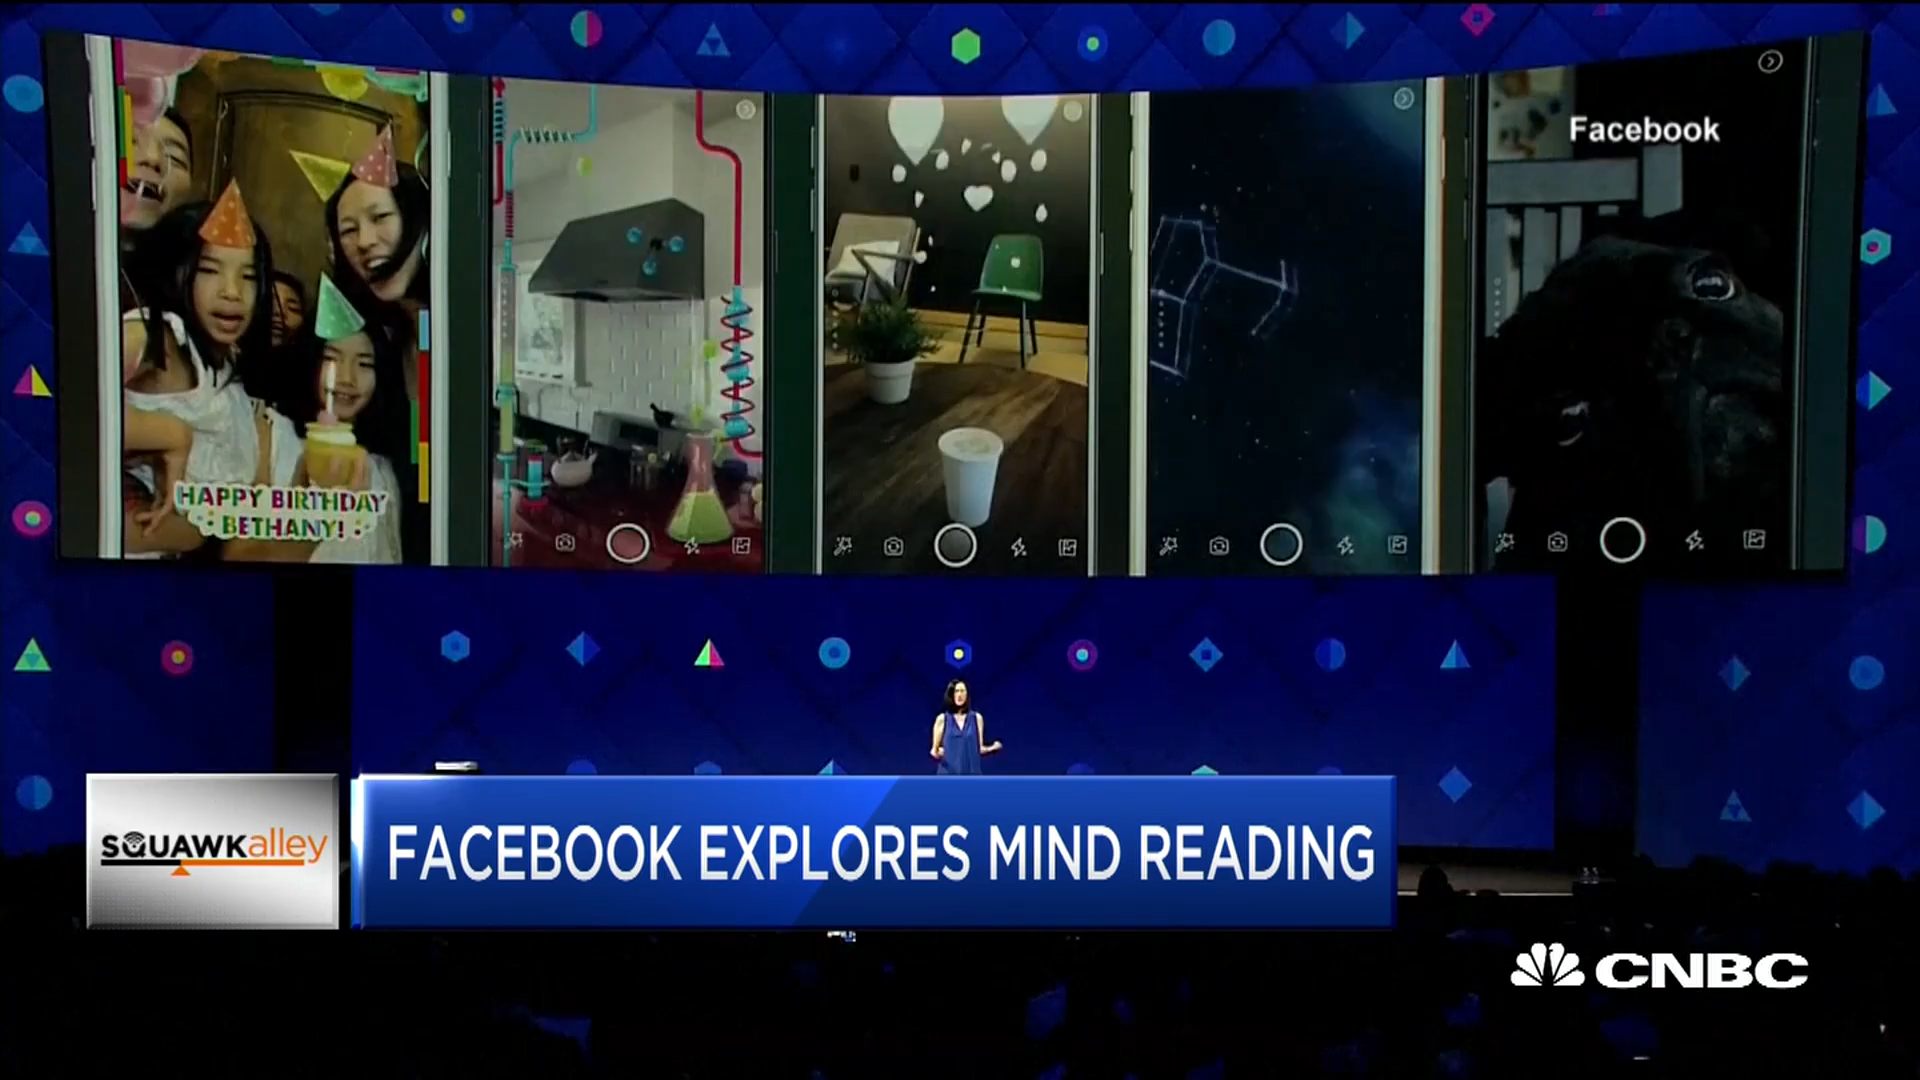 Facebook
HAPPY BIRTHDAY
BETHANY!
SQUAWKalley
FACEBOOK EXPLORES MIND READING
CNBC